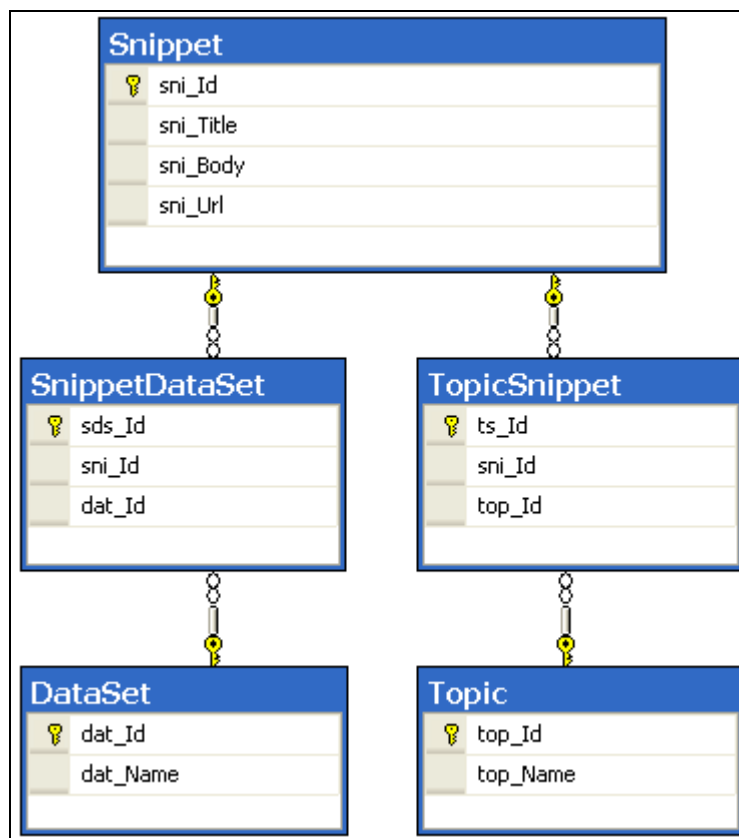 Snippet
sni_Id
sni_Title
sni_Body
sni_Url
SnippetDataSet
sds_Id
sni_Id
dat_Id
TopicSnippet
ts_Id
sni_Id
top_Id
DataSet
dat_Id
dat_Name
Topic
top_Id
top_Name